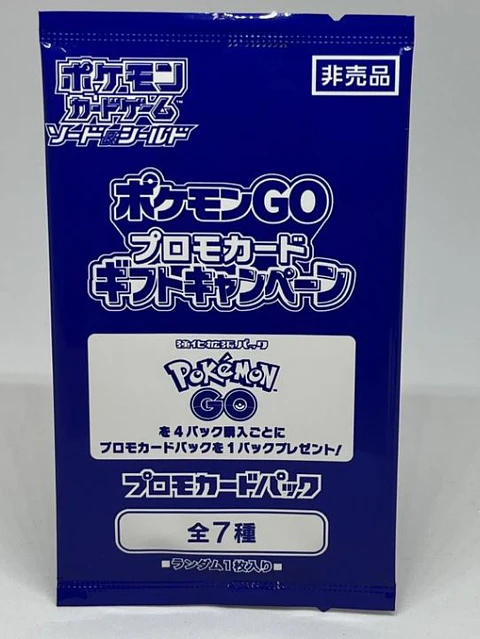 ポケモン
カードゲーム™
ソード&シールド
非売品
ポケモンGO
プロモカード
ギフトキャンペーン
強化拡張パック
POKÉMON
GO
を4パック購入ごとに
プロモカードパックを1パックプレゼント!
プロモカードパック
全7種
■ランダム1枚入り■